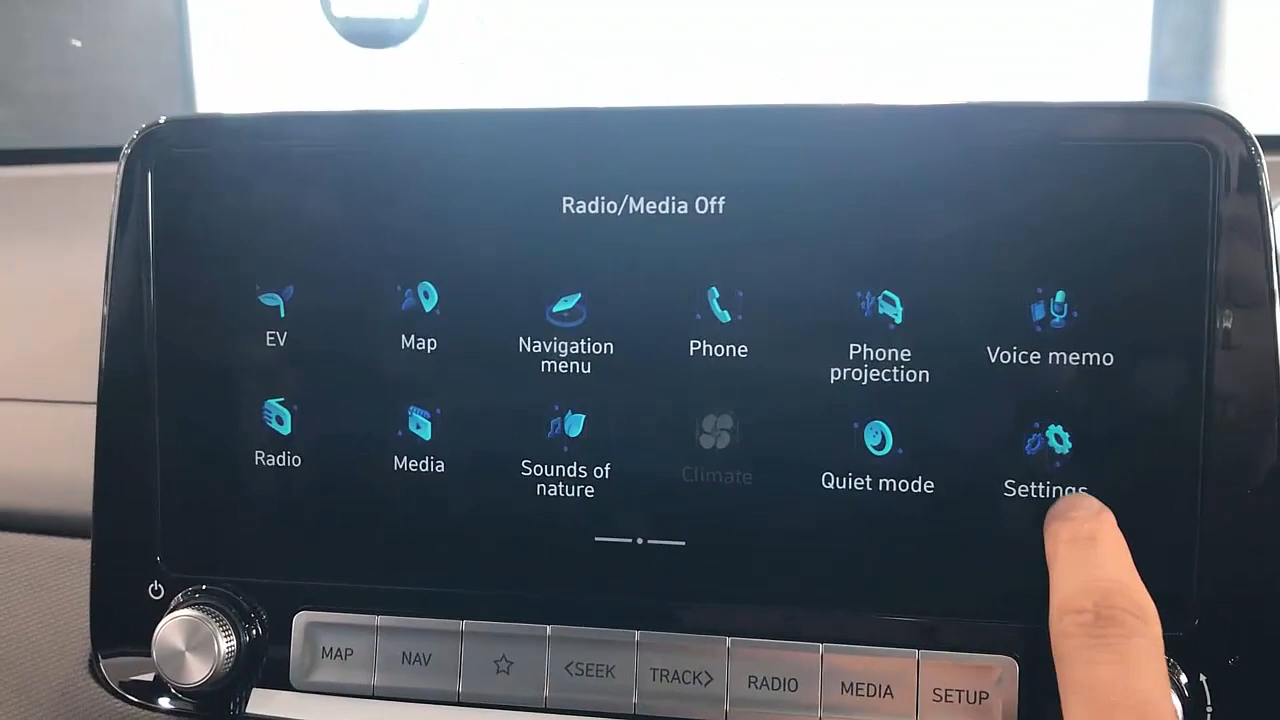 Radio/Media Off
EV
Map
Navigation
menu
Phone
Phone
projection
Voice memo
Radio
Media
Sounds of
nature
Climate
Quiet mode
Settings
MAP
NAV
<SEEK
TRACK>
RADIO
MEDIA
SETUP